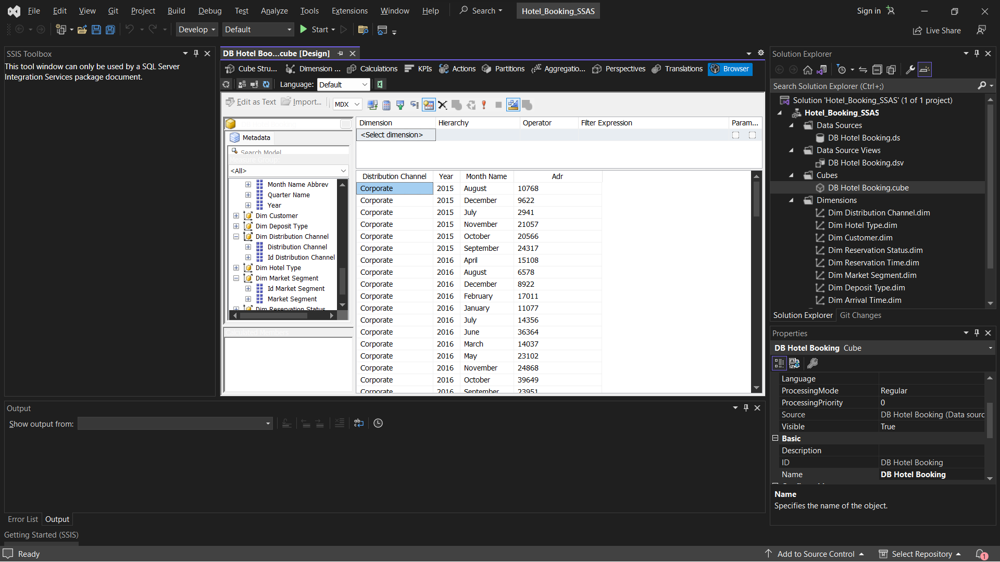 File Edit View Git Project Build Debug Test Analyze Tools Extensions Window Help Search Hotel_Booking_SSAS Sign in
Develop Default Start Live Share
SSIS Toolbox
This tool window can only be used by a SQL Server
Integration Services package document.
DB Hotel Boo...cube [Design]
Cube Stru... Dimension ... Calculations KPIs Actions Partitions Aggregatio... Perspectives Translations Browser
Language: Default
Edit as Text Import... MDX
Metadata
Search Model
Measure Group:
<All>
Month Name Abbrev
Quarter Name
Year
Dim Customer
Dim Deposit Type
Dim Distribution Channel
Distribution Channel
Id Distribution Channel
Dim Hotel Type
Dim Market Segment
Id Market Segment
Market Segment
Dim Reservation Status
Calculated Members
Dimension Hierarchy Operator Filter Expression Param...
<Select dimension>
Distribution Channel Year Month Name Adr
Corporate 2015 August 10768
Corporate 2015 December 9622
Corporate 2015 July 2941
Corporate 2015 November 21057
Corporate 2015 October 20566
Corporate 2015 September 24317
Corporate 2016 April 15108
Corporate 2016 August 6578
Corporate 2016 December 8922
Corporate 2016 February 17011
Corporate 2016 January 11077
Corporate 2016 July 14356
Corporate 2016 June 36364
Corporate 2016 March 14037
Corporate 2016 May 23102
Corporate 2016 November 24868
Corporate 2016 October 39649
Corporate 2016 September 23951
Solution Explorer
Search Solution Explorer (Ctrl+;)
Solution 'Hotel_Booking_SSAS' (1 of 1 project)
Hotel_Booking_SSAS
Data Sources
DB Hotel Booking.ds
Data Source Views
DB Hotel Booking.dsv
Cubes
DB Hotel Booking.cube
Dimensions
Dim Distribution Channel.dim
Dim Hotel Type.dim
Dim Customer.dim
Dim Reservation Status.dim
Dim Reservation Time.dim
Dim Market Segment.dim
Dim Deposit Type.dim
Dim Arrival Time.dim
Solution Explorer Git Changes
Properties
DB Hotel Booking Cube
Language
ProcessingMode Regular
ProcessingPriority 0
Source DB Hotel Booking (Data sourc
Visible True
Basic
Description
ID DB Hotel Booking
Name DB Hotel Booking
Name
Specifies the name of the object.
Output
Show output from:
Error List Output
Getting Started (SSIS)
Ready Add to Source Control Select Repository 1